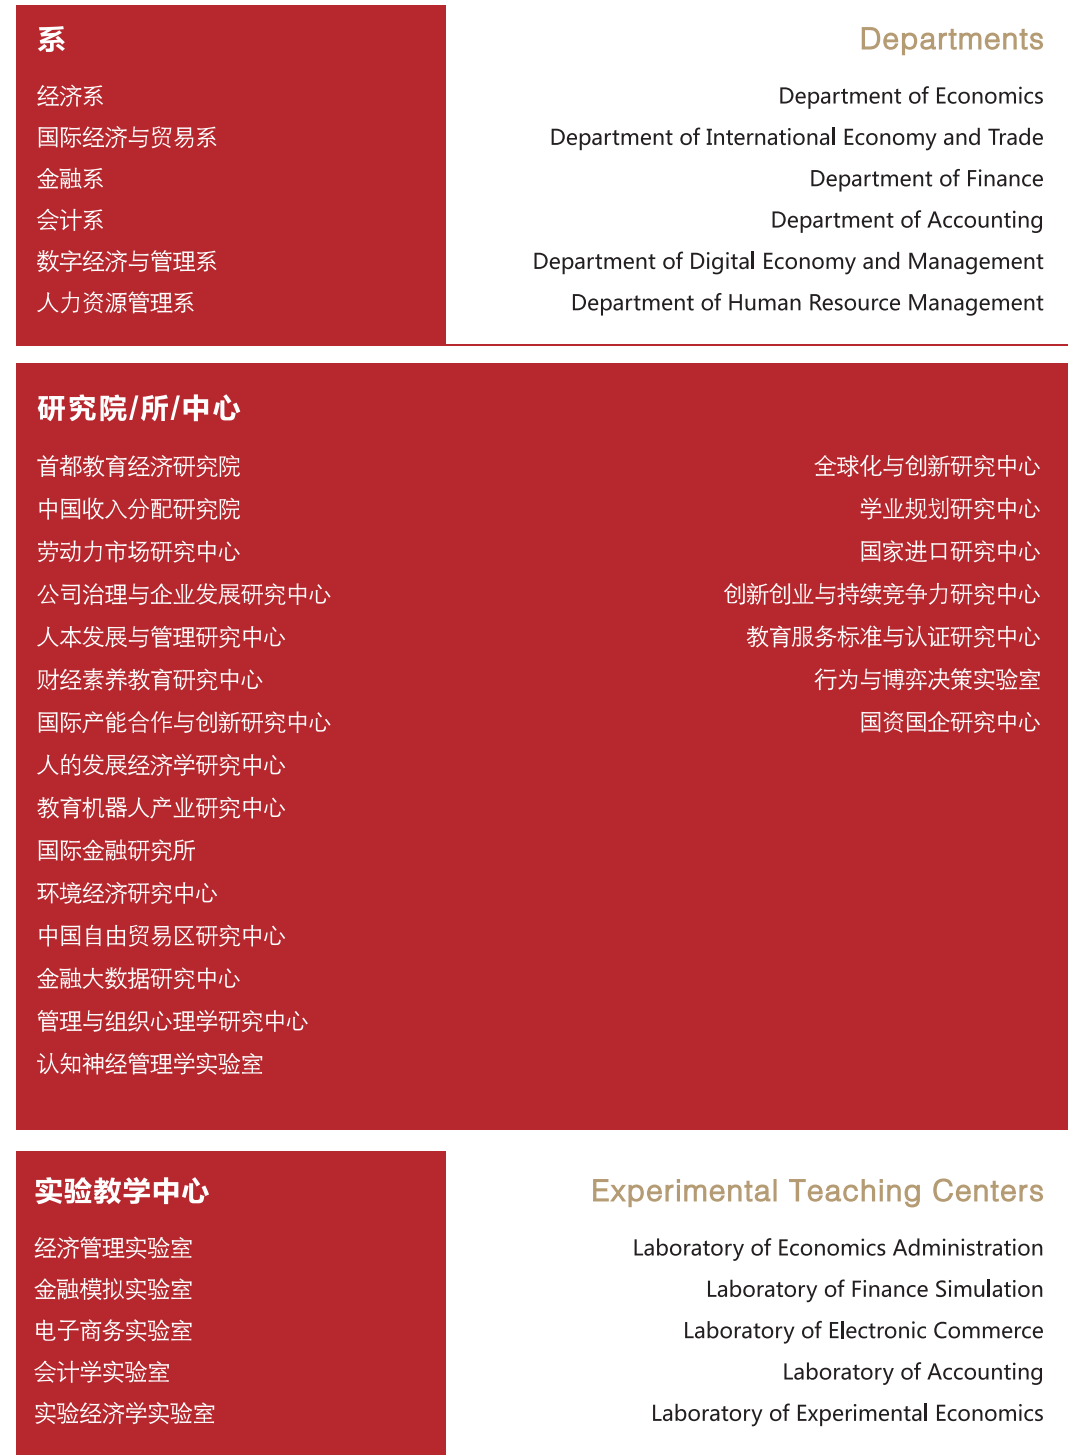 系
经济系
国际经济与贸易系
金融系
会计系
数字经济与管理系
人力资源管理系
Departments
Department of Economics
Department of International Economy and Trade
Department of Finance
Department of Accounting
Department of Digital Economy and Management
Department of Human Resource Management
研究院/所/中心
首都教育经济研究院
中国收入分配研究院
劳动力市场研究中心
公司治理与企业发展研究中心
人本发展与管理研究中心
财经素养教育研究中心
国际产能合作与创新研究中心
人的发展经济学研究中心
教育机器人产业研究中心
国际金融研究所
环境经济研究中心
中国自由贸易区研究中心
金融大数据研究中心
管理与组织心理学研究中心
认知神经管理学实验室
全球化与创新研究中心
学业规划研究中心
国家进口研究中心
创新创业与持续竞争力研究中心
教育服务标准与认证研究中心
行为与博弈决策实验室
国资国企研究中心
实验教学中心
经济管理实验室
金融模拟实验室
电子商务实验室
会计学实验室
实验经济学实验室
Experimental Teaching Centers
Laboratory of Economics Administration
Laboratory of Finance Simulation
Laboratory of Electronic Commerce
Laboratory of Accounting
Laboratory of Experimental Economics